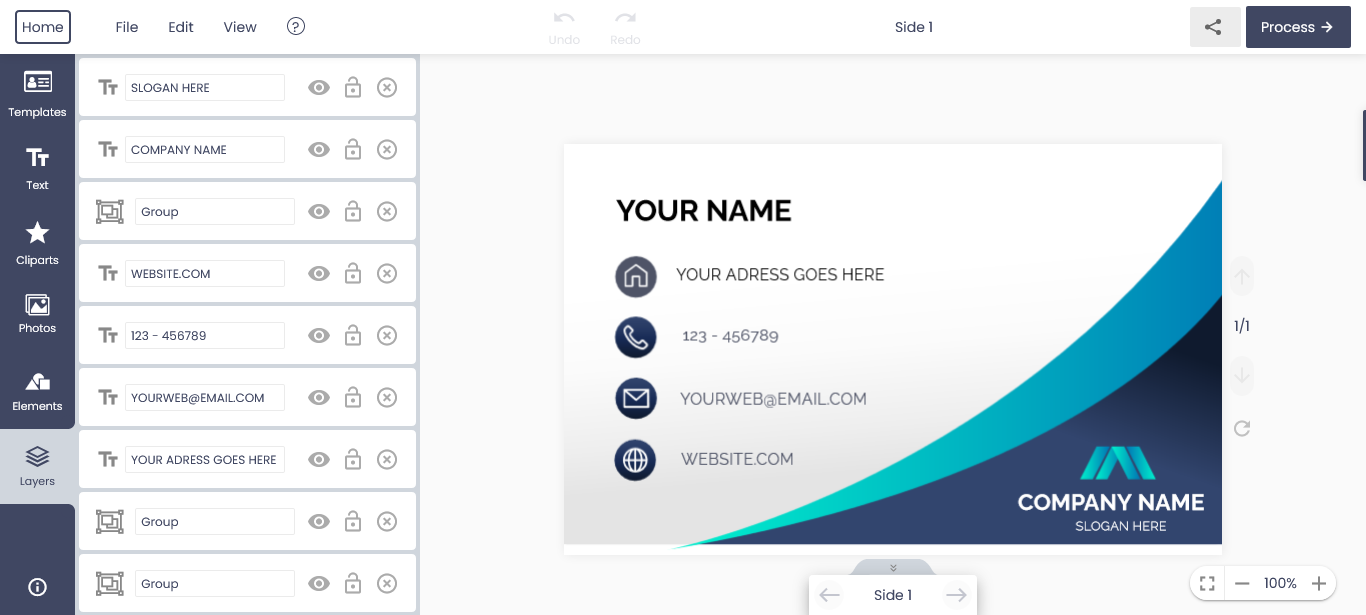 Home
File
Edit
View
?
Undo
Redo
Side 1
Process
Templates
Text
Cliparts
Photos
Elements
Layers
SLOGAN HERE
COMPANY NAME
Group
WEBSITE.COM
123 - 456789
YOURWEB@EMAIL.COM
YOUR ADRESS GOES HERE
Group
Group
YOUR NAME
YOUR ADRESS GOES HERE
123 - 456789
YOURWEB@EMAIL.COM
WEBSITE.COM
COMPANY NAME
SLOGAN HERE
1/1
Side 1
100%